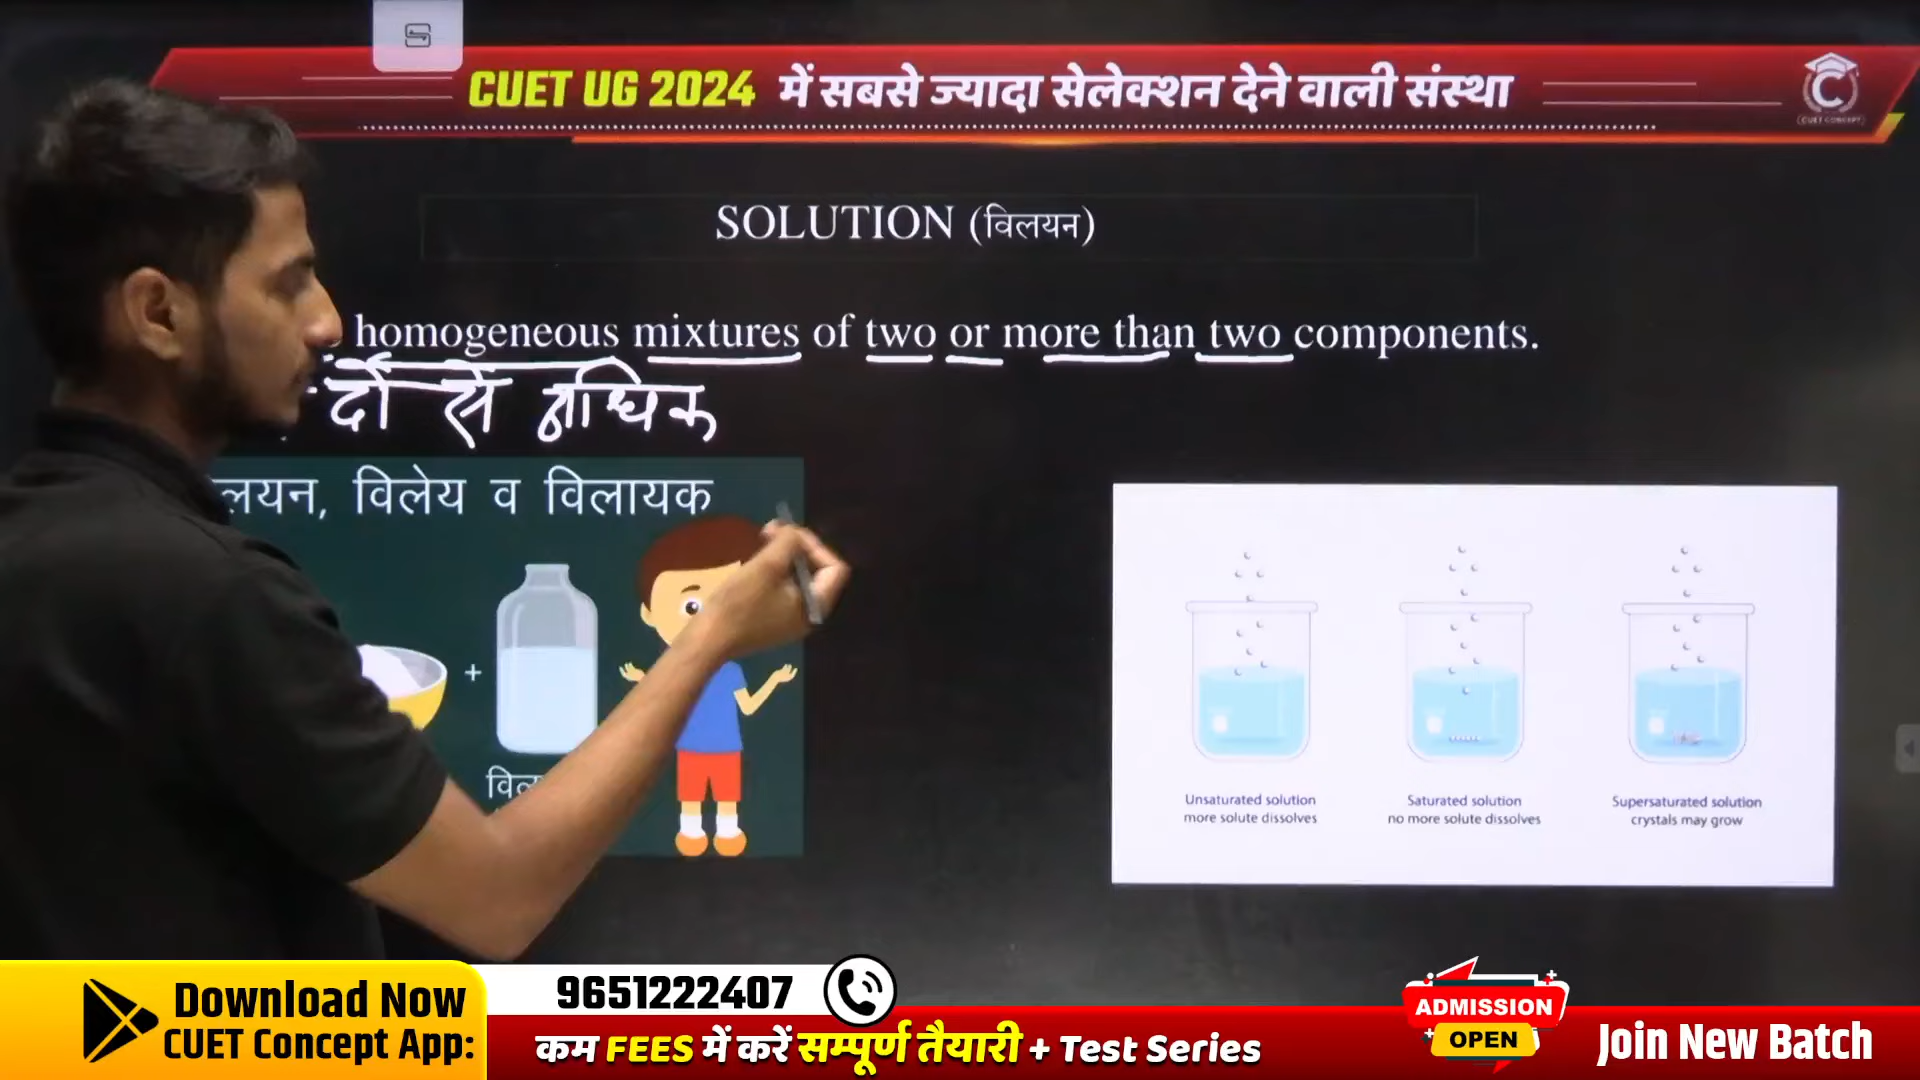 CUET UG 2024 में सबसे ज्यादा सेलेक्शन देने वाली संस्था
CUET CONCEPT
SOLUTION (विलयन)
homogeneous mixtures of two or more than two components.
दो से अधिक
लयन, विलेय व विलायक
+
Unsaturated solution
more solute dissolves
Saturated solution
no more solute dissolves
Supersaturated solution
crystals may grow
Download Now
CUET Concept App:
9651222407
कम FEES में करें सम्पूर्ण तैयारी + Test Series
ADMISSION
OPEN
Join New Batch